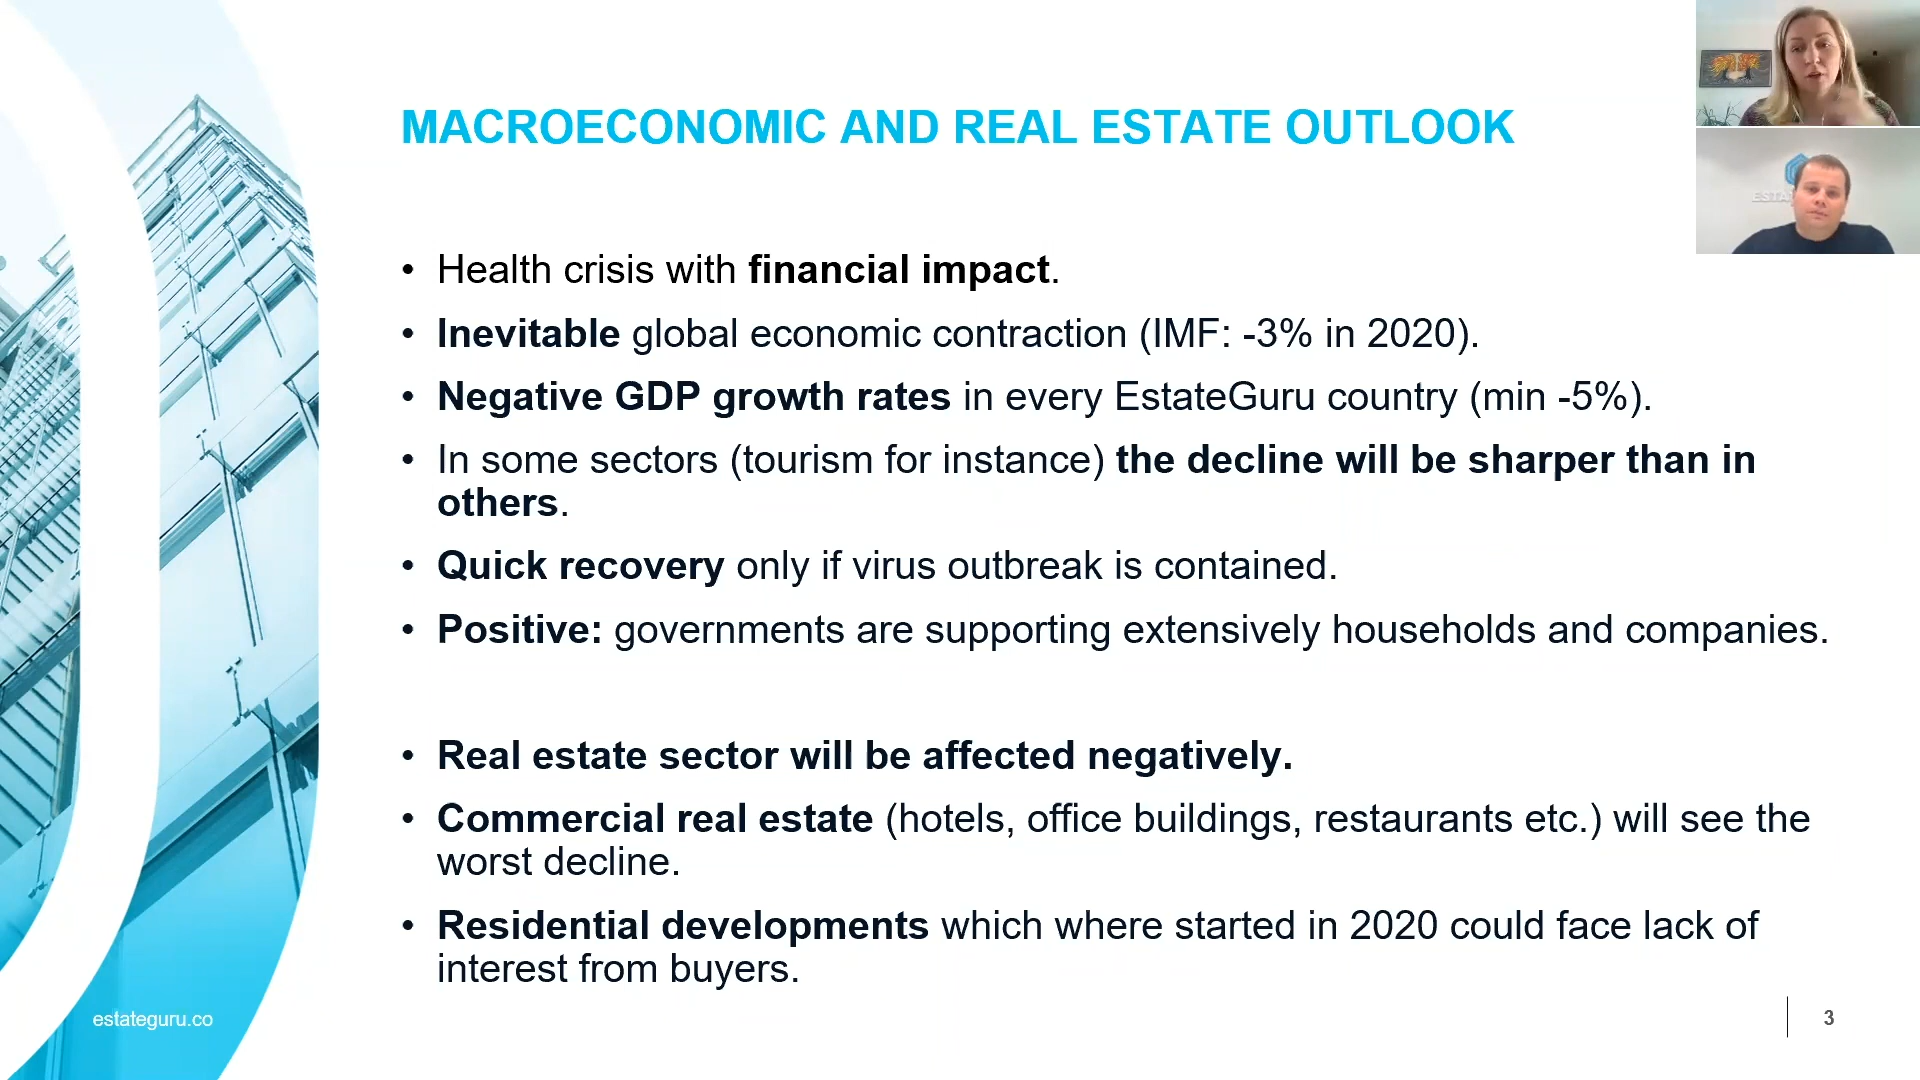 MACROECONOMIC AND REAL ESTATE OUTLOOK
• Health crisis with financial impact.
• Inevitable global economic contraction (IMF: -3% in 2020).
• Negative GDP growth rates in every EstateGuru country (min -5%).
• In some sectors (tourism for instance) the decline will be sharper than in
others.
• Quick recovery only if virus outbreak is contained.
• Positive: governments are supporting extensively households and companies.
• Real estate sector will be affected negatively.
• Commercial real estate (hotels, office buildings, restaurants etc.) will see the
worst decline.
• Residential developments which where started in 2020 could face lack of
interest from buyers.
estateguru.co
3